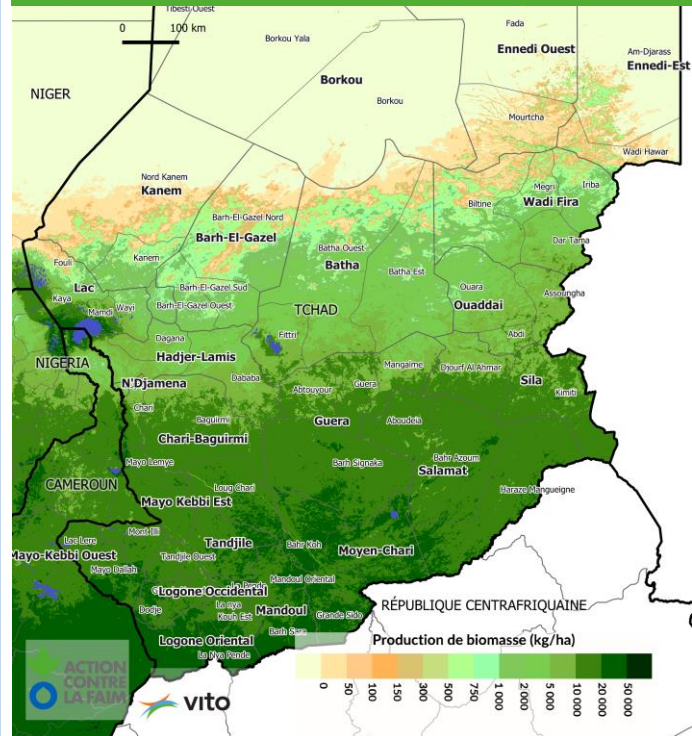 Tibesti Ouest
0 100 km
Fada
Borkou Yala
Ennedi Ouest
Am-Djarass
Ennedi-Est
Borkou
NIGER
Borkou
Mourtcha
Wadi Hawar
Nord Kanem
Kanem
Megri
Iriba
Biltine
Wadi Fira
Barh-El-Gazel Nord
Barh-El-Gazel
Dar Tama
Batha Ouest
Kanem
Fouli
Batha
Batha Est
Lac
Barh-El-Gazel Sud
Ouara
Assoungha
Kaya
Mamdi
Wayi
Barh-El-Gazel Ouest
TCHAD
Ouaddai
Dagana
Fittri
Abdi
NIGERIA
Hadjer-Lamis
Mangalme
Djourf Al Ahmar
N'Djamena
Dababa
Abtouyour
Guera
Sila
Kimiti
Chari
Baguirmi
Guera
Aboudeia
Chari-Baguirmi
Mayo Lemye
Barh Signaka
Bahr Azoum
Salamat
CAMEROUN
Loug Chari
Haraze Mangueigne
Mayo Kebbi Est
Mont Illi
Lac Lere
Tandjile
Bahr Koh
Mayo-Kebbi Ouest
Tandjile Ouest
Moyen-Chari
Mayo Dallah
Mandoul Oriental
Logone Occidental
La Pende
Dodje
La nya
Mandoul
Grande Sido
RÉPUBLIQUE CENTRAFRIQUAINE
Kouh Est
Barh Sara
Logone Oriental
La Nya Pende
Production de biomasse (kg/ha)
0 50 100 150 300 500 1 000 2 000 5 000 10 000 20 000 50 000
ACTION
CONTRE
LA FAIM
vito